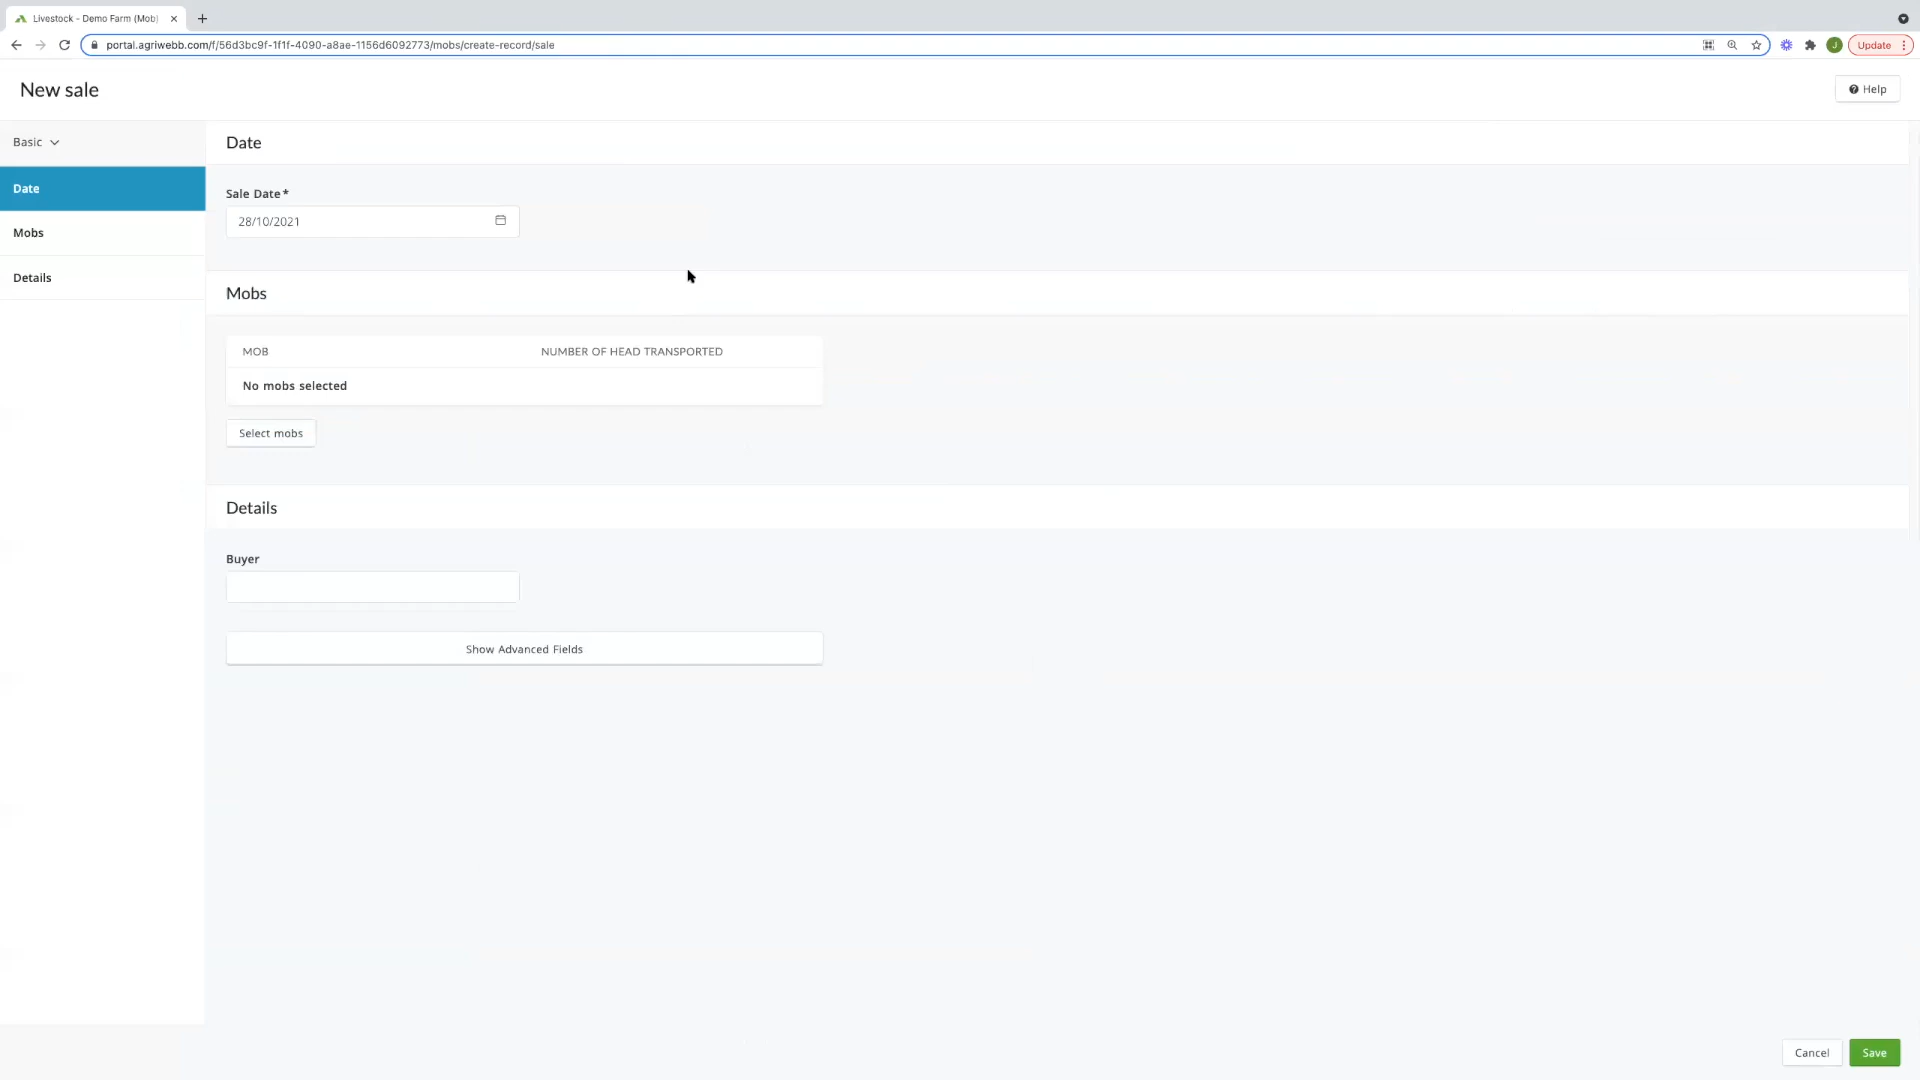 Livestock - Demo Farm (Mob)
portal.agriwebb.com/f/56d3bc9f-1f1f-4090-a8ae-1156d6092773/mobs/create-record/sale
J
Update
New sale
Help
Basic
Date
Mobs
Details
Date
Sale Date*
28/10/2021
Mobs
MOB NUMBER OF HEAD TRANSPORTED
No mobs selected
Select mobs
Details
Buyer
Show Advanced Fields
Cancel Save